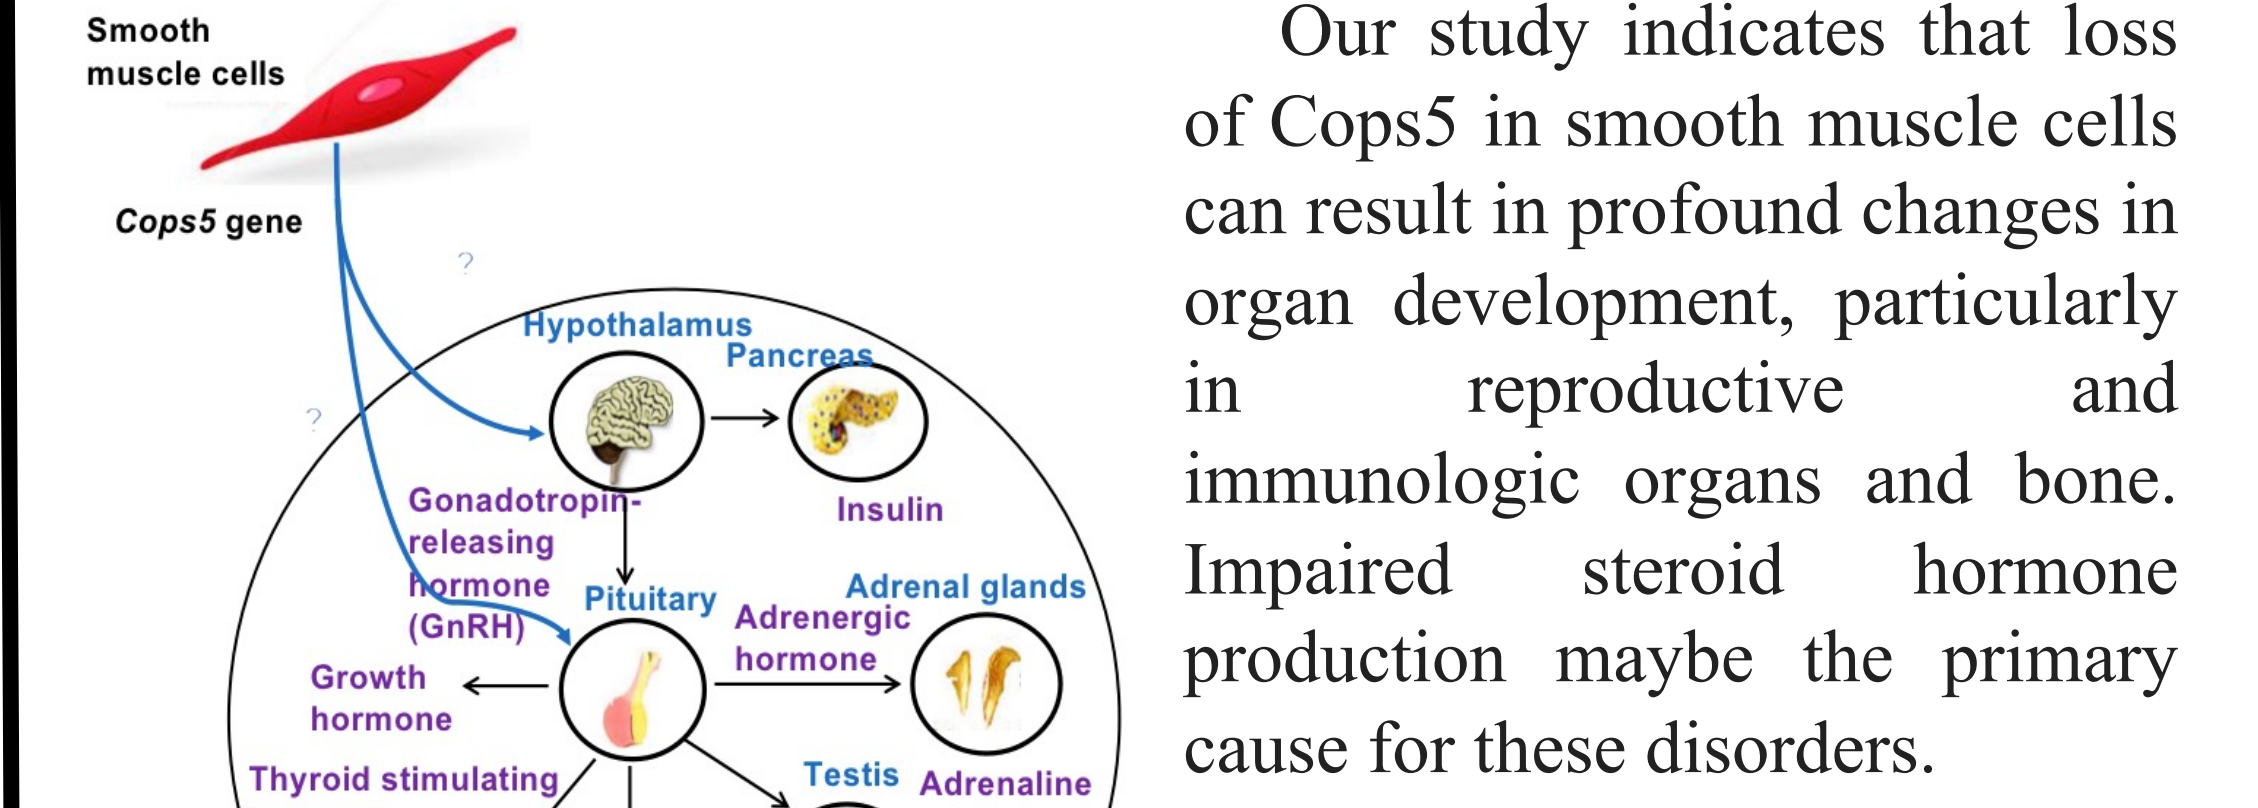 Smooth
muscle cells
Cops5 gene
?
Hypothalamus
Pancreas
?
Gonadotropin-
releasing
hormone
(GnRH)
Insulin
Pituitary
Adrenal glands
Adrenergic
hormone
Growth
hormone
Thyroid stimulating
Testis
Adrenaline
Our study indicates that loss
of Cops5 in smooth muscle cells
can result in profound changes in
organ development, particularly
in reproductive and
immunologic organs and bone.
Impaired steroid hormone
production maybe the primary
cause for these disorders.